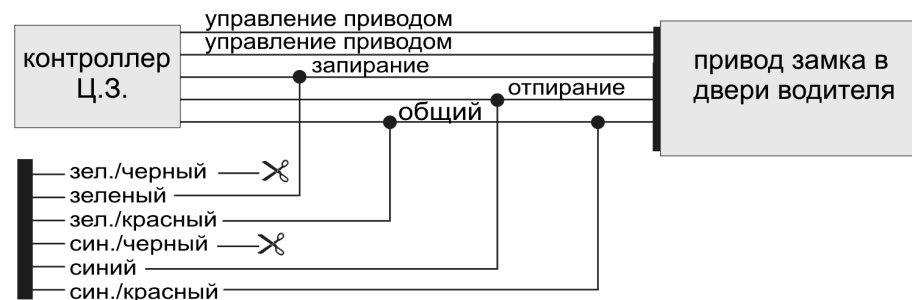 управление приводом
управление приводом
контроллер
Ц.З.
запирание
отпирание
общий
привод замка в
двери водителя
зел./черный
зеленый
зел./красный
син./черный
синий
син./красный